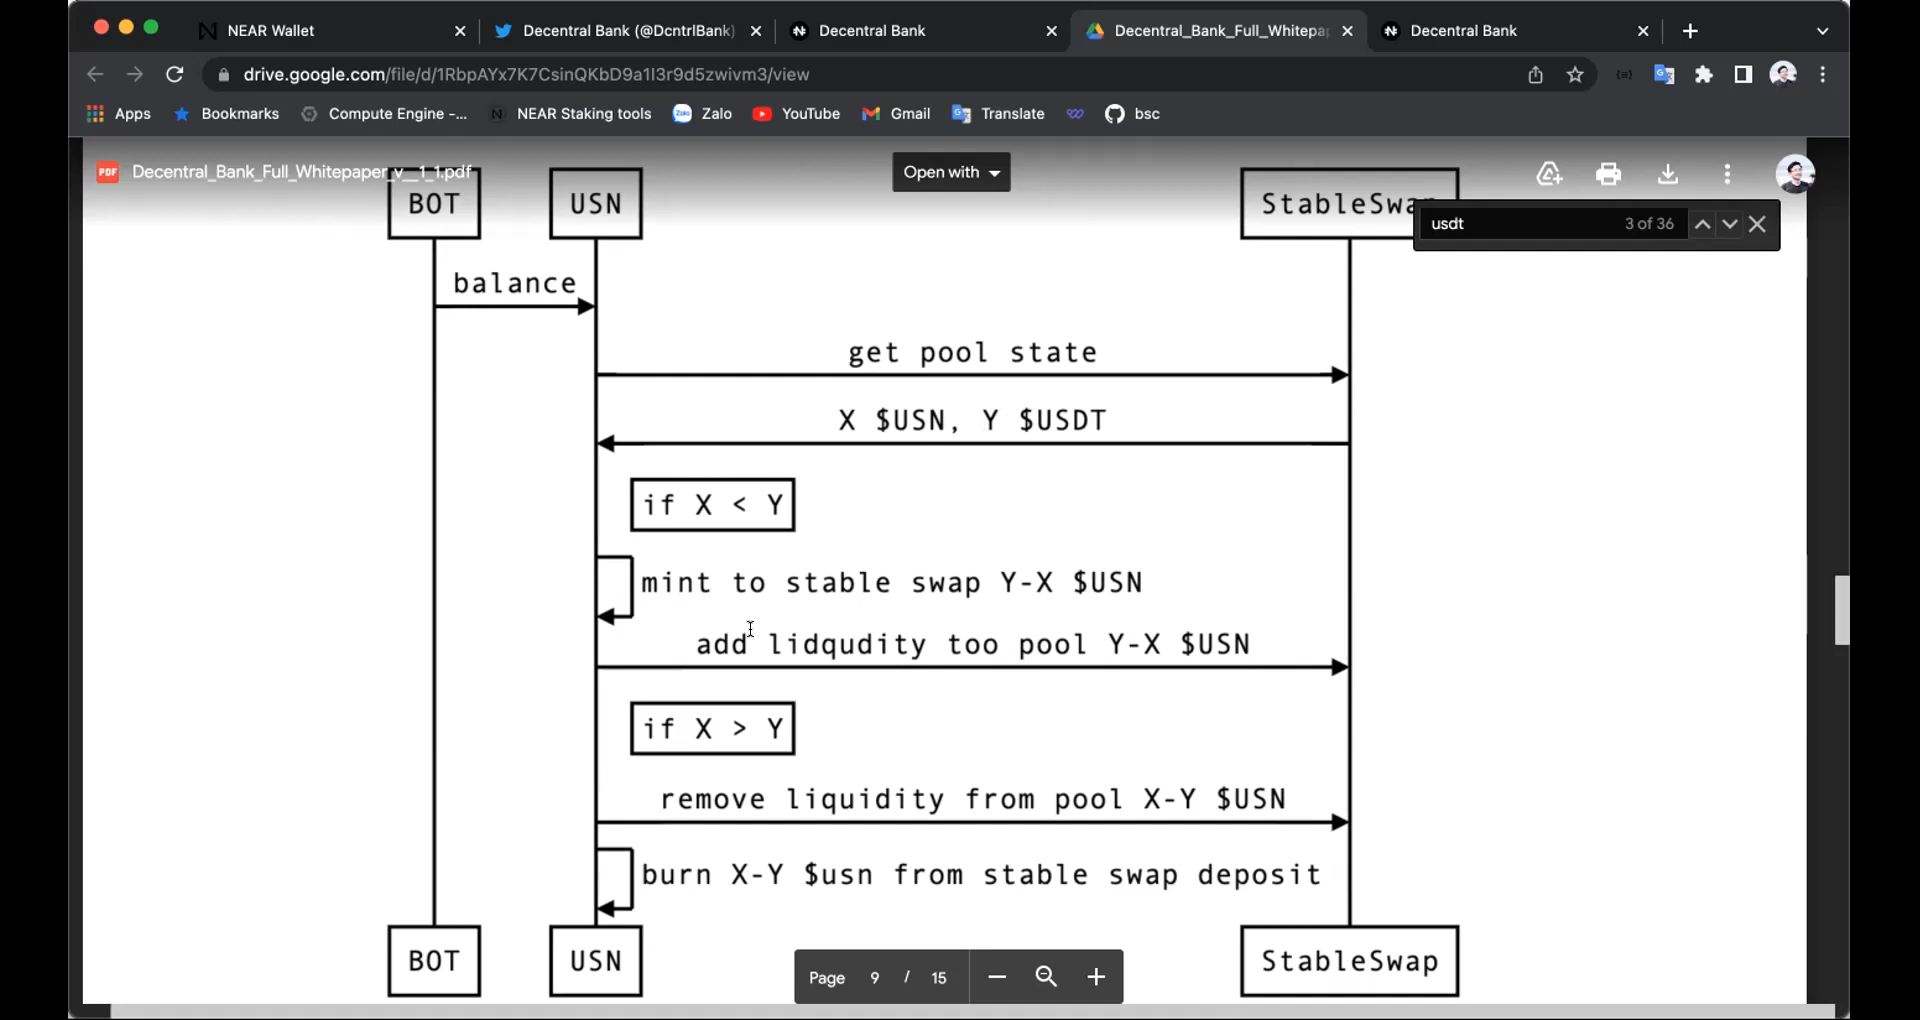 NEAR Wallet
Decentral Bank (@DcntrlBank)
Decentral Bank
Decentral_Bank_Full_Whitepap
Decentral Bank
drive.google.com/file/d/1RbpAYx7K7CsinQKbD9a1I3r9d5zwivm3/view
Apps
Bookmarks
Compute Engine -...
NEAR Staking tools
Zalo
YouTube
Gmail
Translate
bsc
PDF
Decentral_Bank_Full_Whitepaper_v__1_1.pdf
Open with
usdt
3 of 36
BOT
USN
StableSwap
balance
get pool state
X $USN, Y $USDT
if X < Y
mint to stable swap Y-X $USN
add lidqudity too pool Y-X $USN
if X > Y
remove liquidity from pool X-Y $USN
burn X-Y $usn from stable swap deposit
BOT
USN
StableSwap
Page 9 / 15